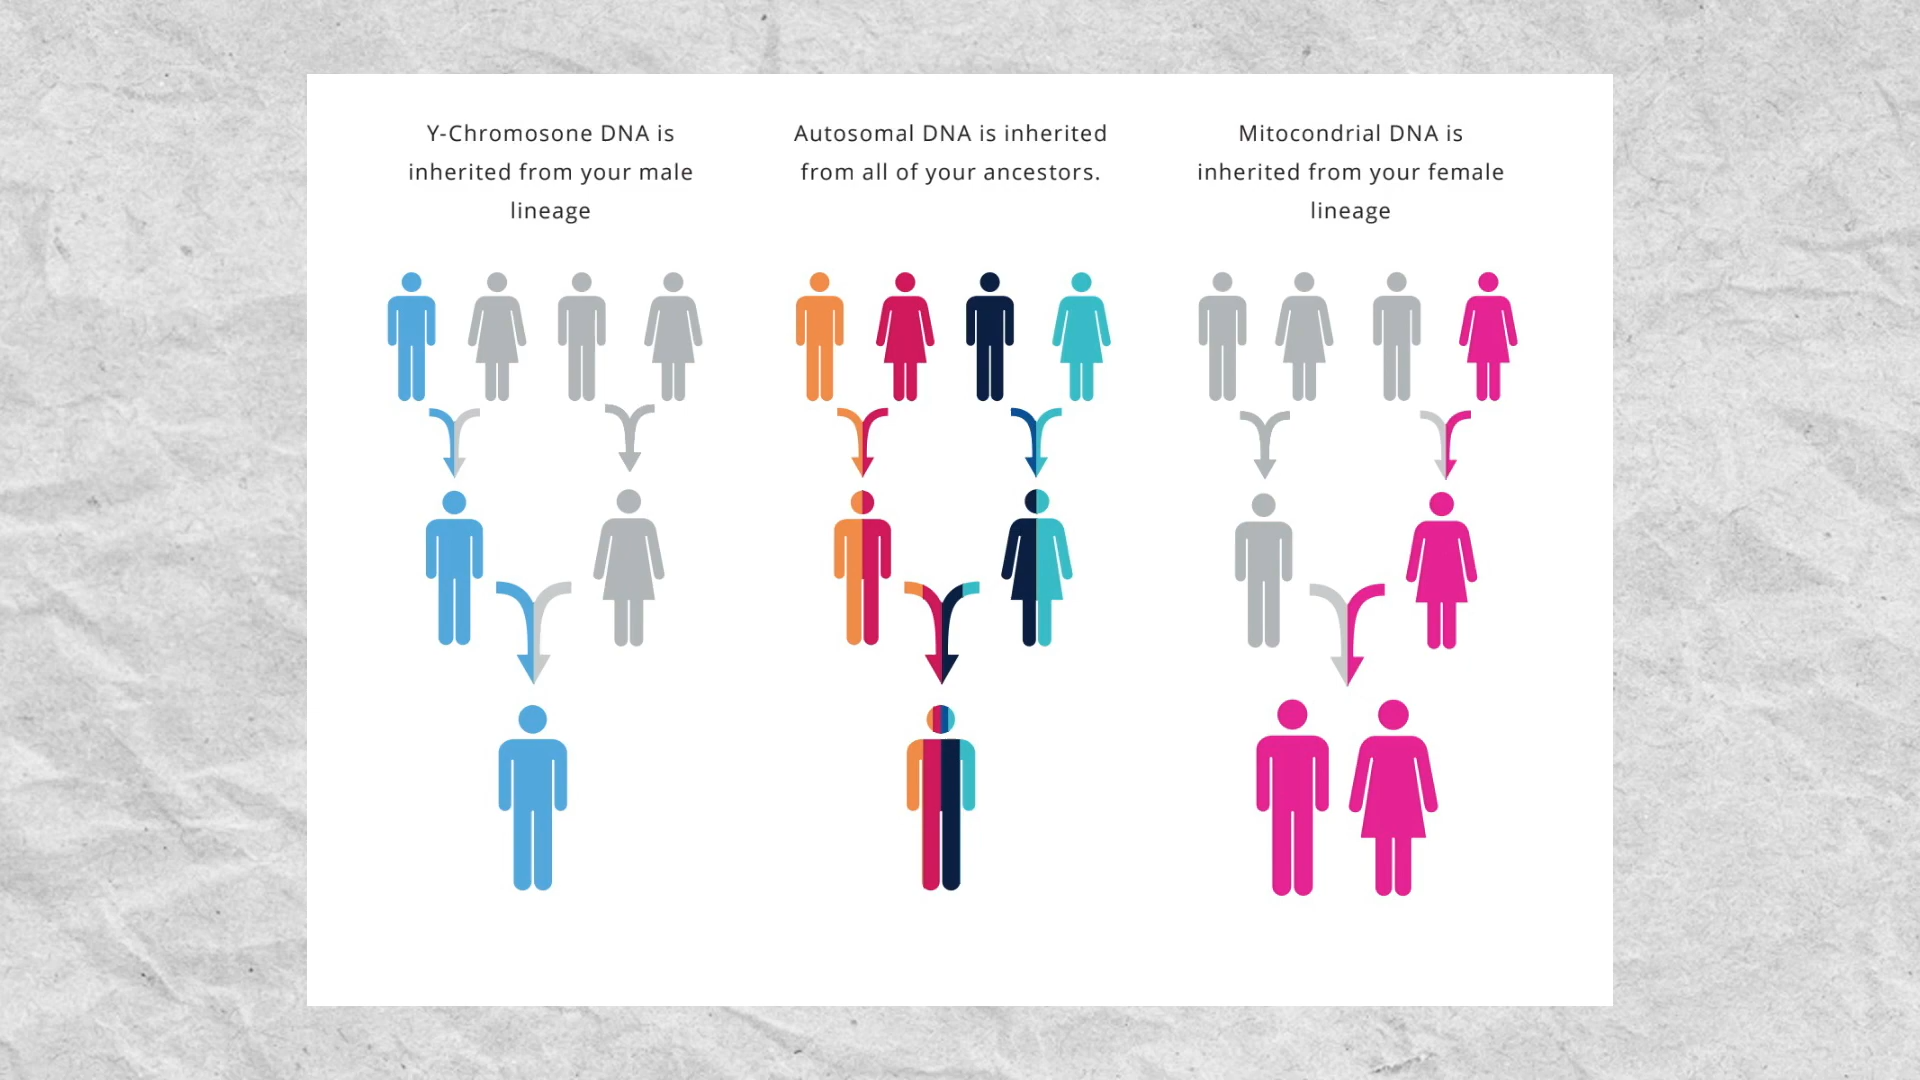 Y-Chromosone DNA is
inherited from your male
lineage
Autosomal DNA is inherited
from all of your ancestors.
Mitocondrial DNA is
inherited from your female
lineage